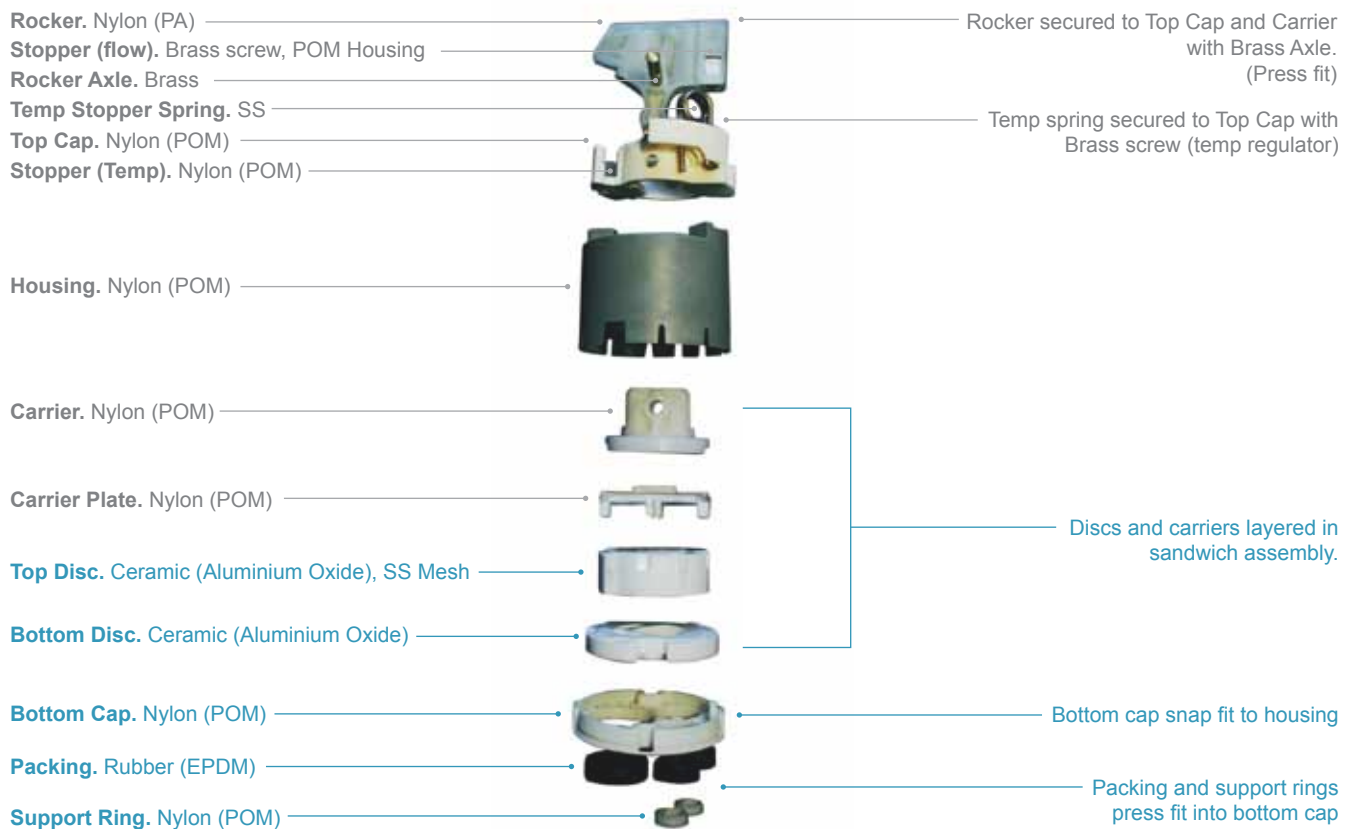 Rocker. Nylon (PA)
Stopper (flow). Brass screw, POM Housing
Rocker Axle. Brass
Temp Stopper Spring. SS
Top Cap. Nylon (POM)
Stopper (Temp). Nylon (POM)
Rocker secured to Top Cap and Carrier
with Brass Axle.
(Press fit)
Temp spring secured to Top Cap with
Brass screw (temp regulator)
Housing. Nylon (POM)
Carrier. Nylon (POM)
Carrier Plate. Nylon (POM)
Top Disc. Ceramic (Aluminium Oxide), SS Mesh
Bottom Disc. Ceramic (Aluminium Oxide)
Discs and carriers layered in
sandwich assembly.
Bottom Cap. Nylon (POM)
Bottom cap snap fit to housing
Packing. Rubber (EPDM)
Support Ring. Nylon (POM)
Packing and support rings
press fit into bottom cap